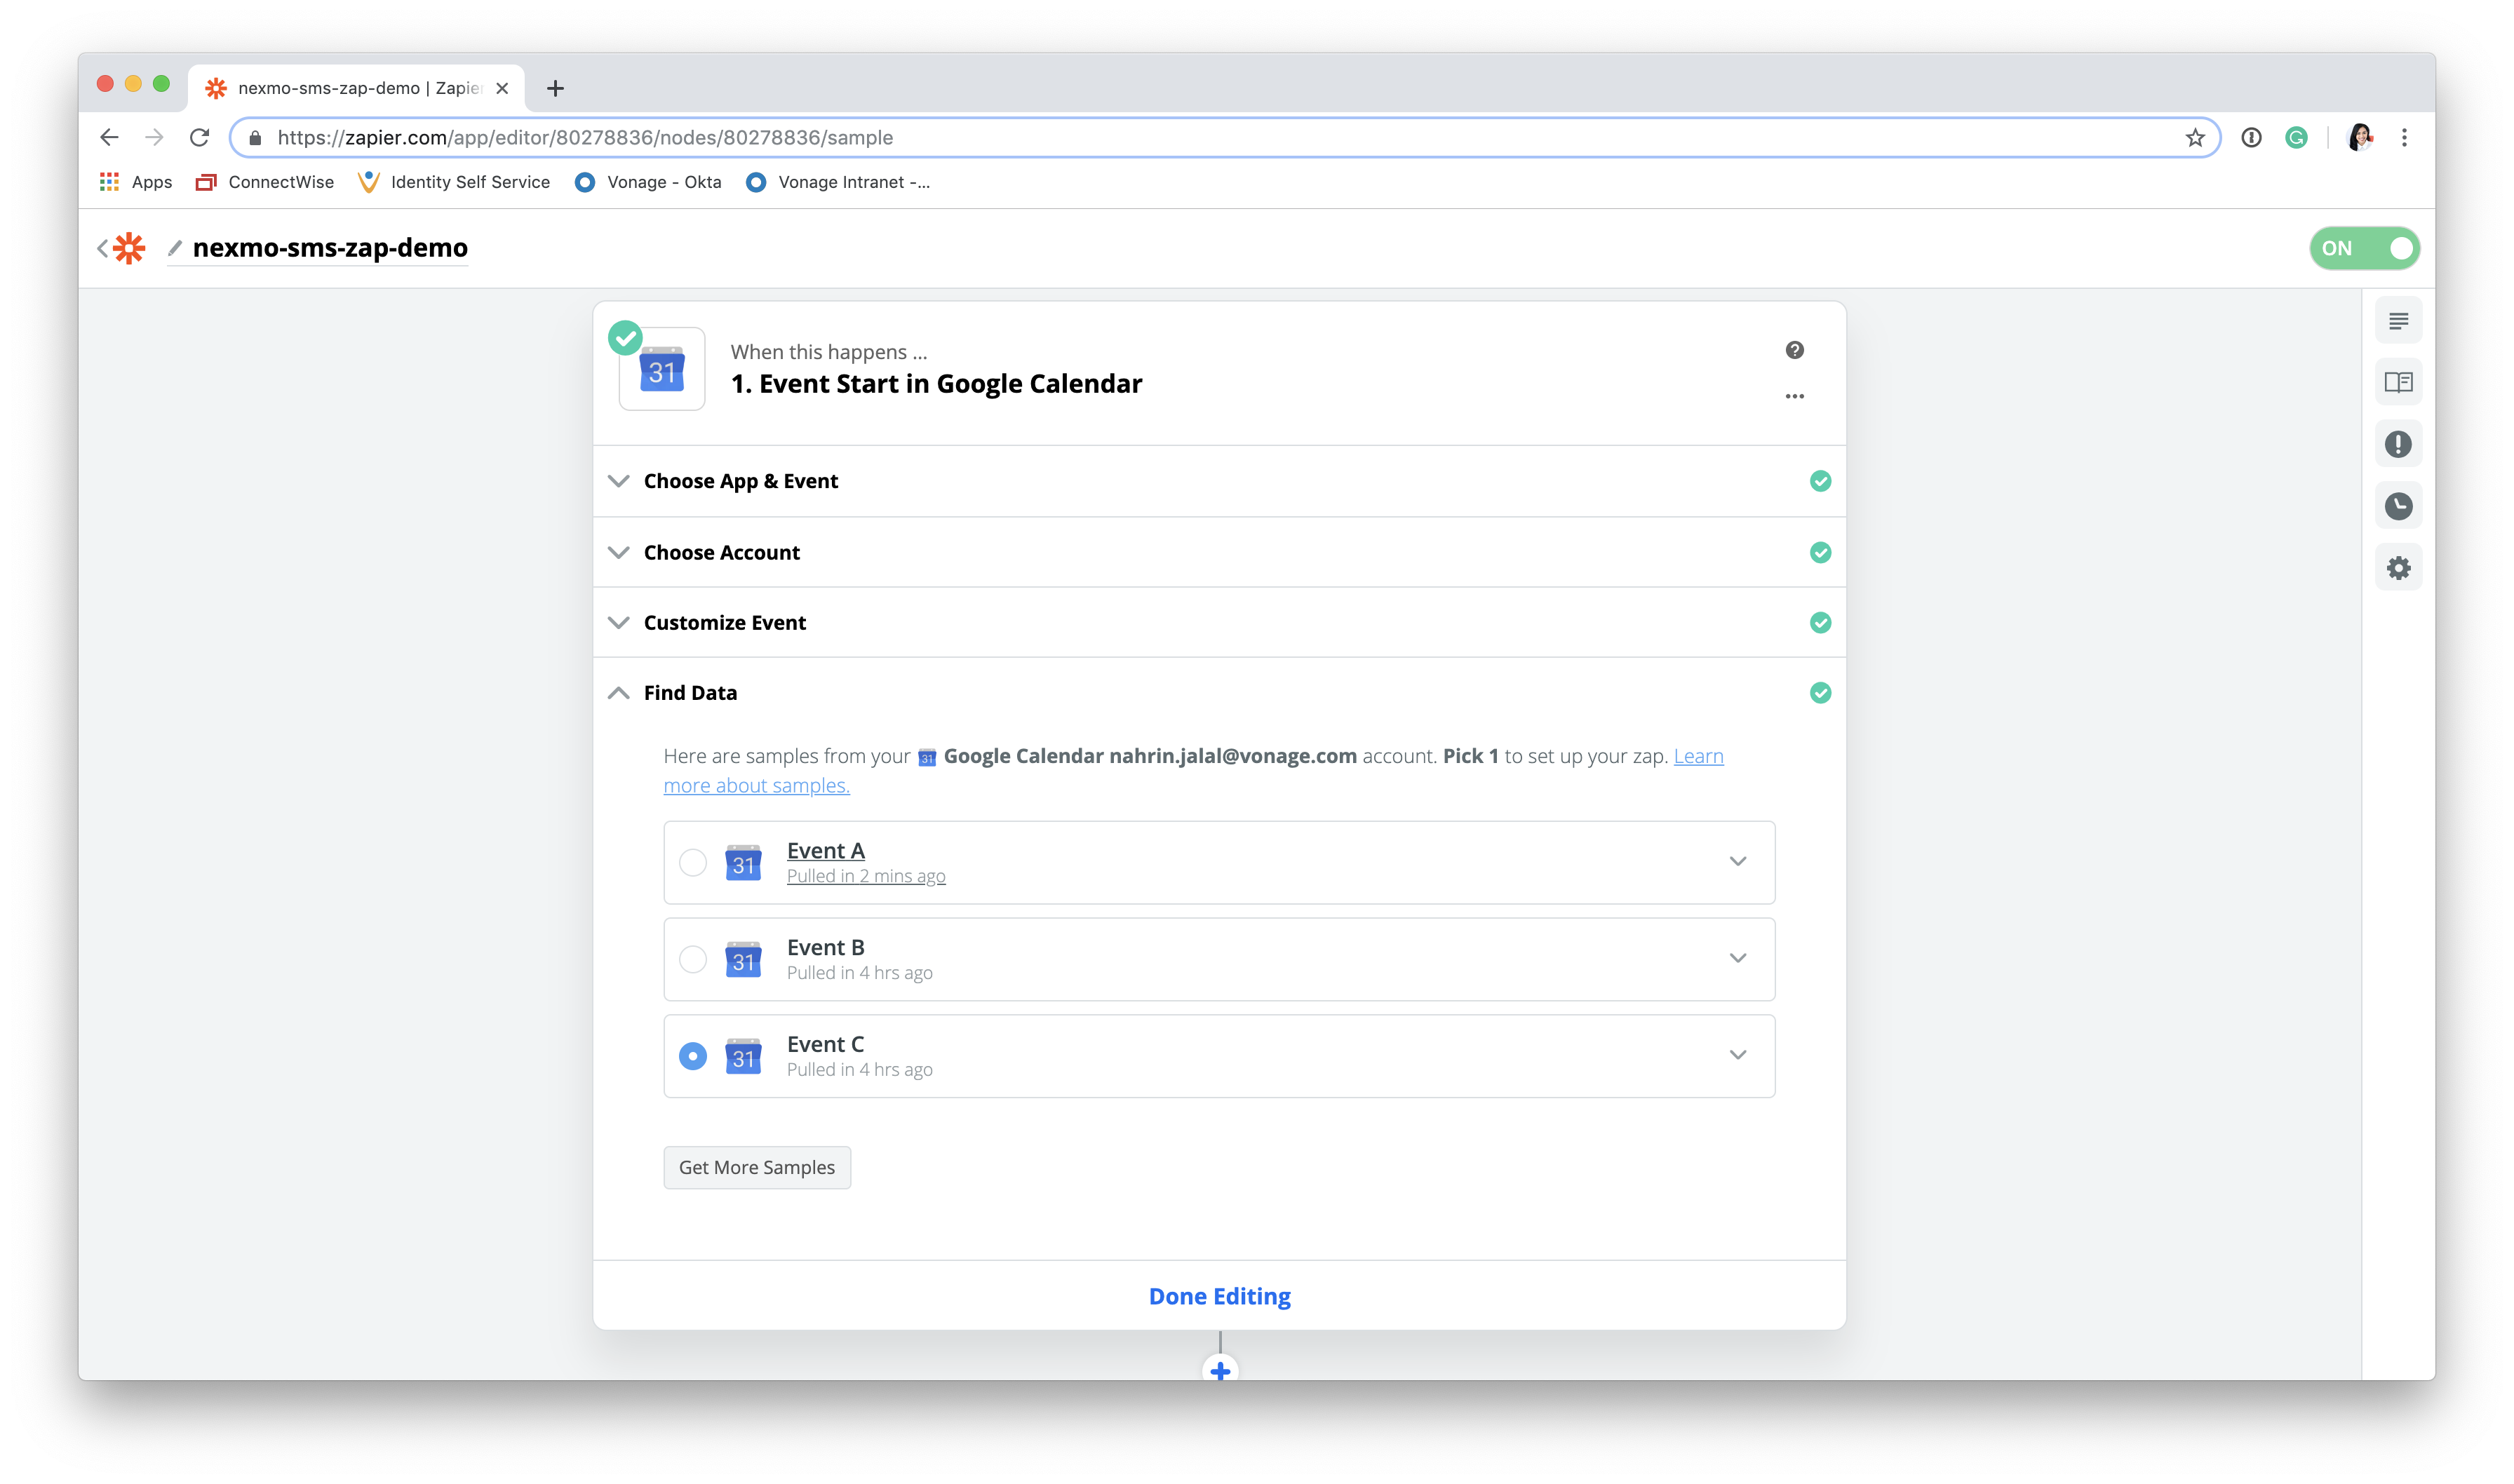 nexmo-sms-zap-demo | Zapie
https://zapier.com/app/editor/80278836/nodes/80278836/sample
Apps ConnectWise Identity Self Service Vonage - Okta Vonage Intranet -...
nexmo-sms-zap-demo
ON
31
When this happens ...
1. Event Start in Google Calendar
Choose App & Event
Choose Account
Customize Event
Find Data
Here are samples from your 31 Google Calendar nahrin.jalal@vonage.com account. Pick 1 to set up your zap. Learn
more about samples.
31
Event A
Pulled in 2 mins ago
31
Event B
Pulled in 4 hrs ago
31
Event C
Pulled in 4 hrs ago
Get More Samples
Done Editing